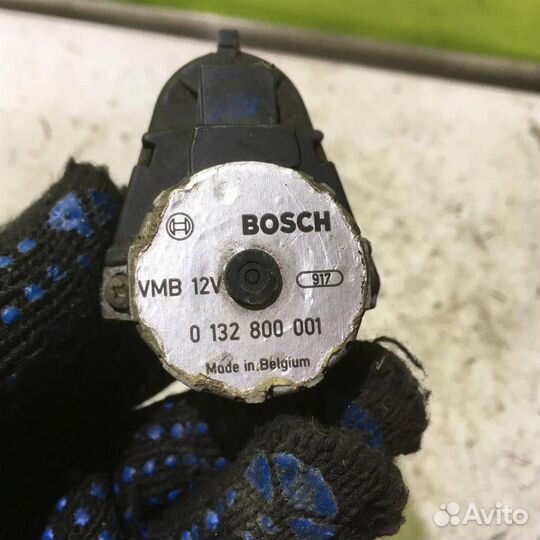 BOSCH
VMB 12V 917
0 132 800 001
Made in Belgium
Avito